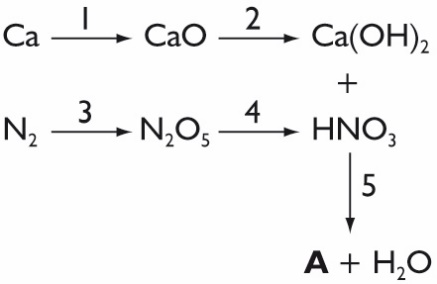 Ca 1 CaO 2 Ca(OH)₂
+
N₂ 3 N₂O₅ 4 HNO₃
5
A + H₂O